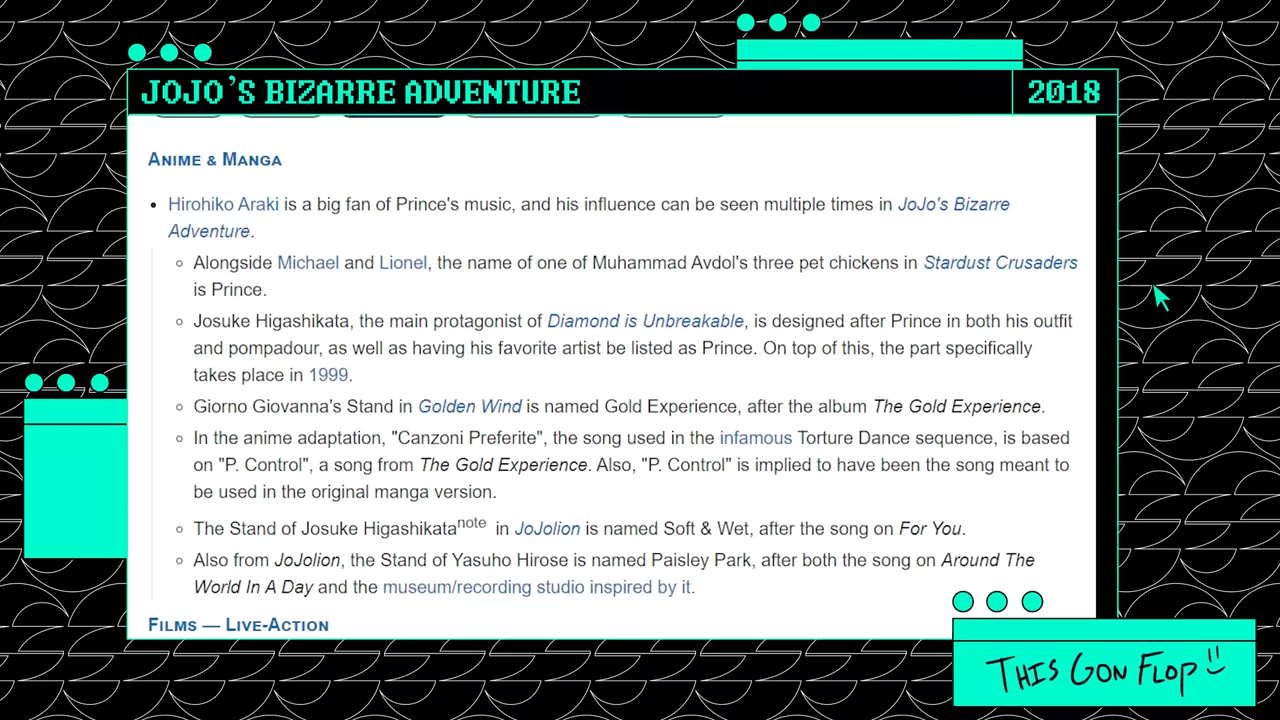 JOJO'S BIZARRE ADVENTURE
2018
ANIME & MANGA
• Hirohiko Araki is a big fan of Prince's music, and his influence can be seen multiple times in JoJo's Bizarre
Adventure.
◦ Alongside Michael and Lionel, the name of one of Muhammad Avdol's three pet chickens in Stardust Crusaders
is Prince.
◦ Josuke Higashikata, the main protagonist of Diamond is Unbreakable, is designed after Prince in both his outfit
and pompadour, as well as having his favorite artist be listed as Prince. On top of this, the part specifically
takes place in 1999.
◦ Giorno Giovanna's Stand in Golden Wind is named Gold Experience, after the album The Gold Experience.
◦ In the anime adaptation, "Canzoni Preferite", the song used in the infamous Torture Dance sequence, is based
on "P. Control", a song from The Gold Experience. Also, "P. Control" is implied to have been the song meant to
be used in the original manga version.
◦ The Stand of Josuke Higashikata note in JoJolion is named Soft & Wet, after the song on For You.
◦ Also from JoJolion, the Stand of Yasuho Hirose is named Paisley Park, after both the song on Around The
World In A Day and the museum/recording studio inspired by it.
FILMS — LIVE-ACTION
THIS GON FLOP